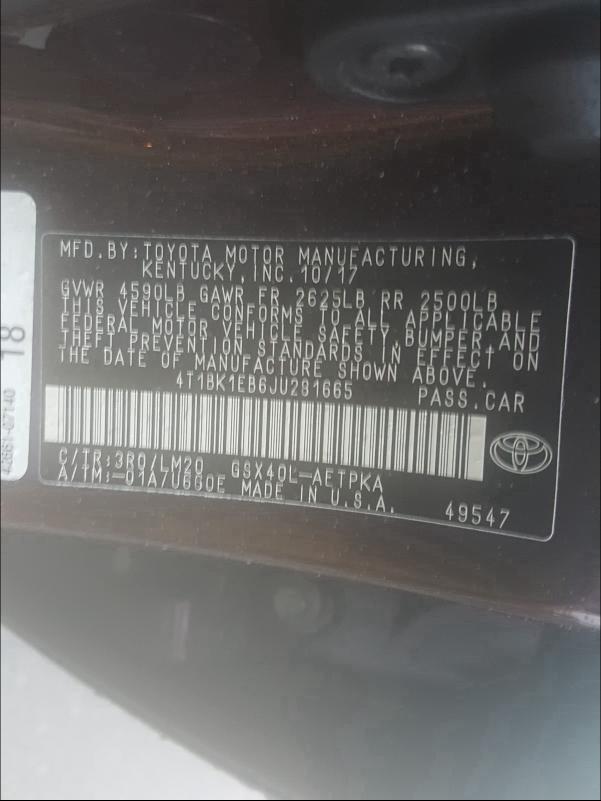 MFD.BY:TOYOTA MOTOR MANUFACTURING,
KENTUCKY,INC.10/17
GVWR 4590LB GAWR FR 2625LB RR 2500LB
THIS VEHICLE CONFORMS TO ALL APPLICABLE
FEDERAL MOTOR VEHICLE SAFETY,BUMPER,AND
THEFT PREVENTION STANDARDS IN EFFECT ON
THE DATE OF MANUFACTURE SHOWN ABOVE.
4T1BK1EB6JU281665 PASS.CAR
C/TR:3R0/LM20 GSX40L-AETPKA
A/TM:-01A/U660E MADE IN U.S.A. 49547
18